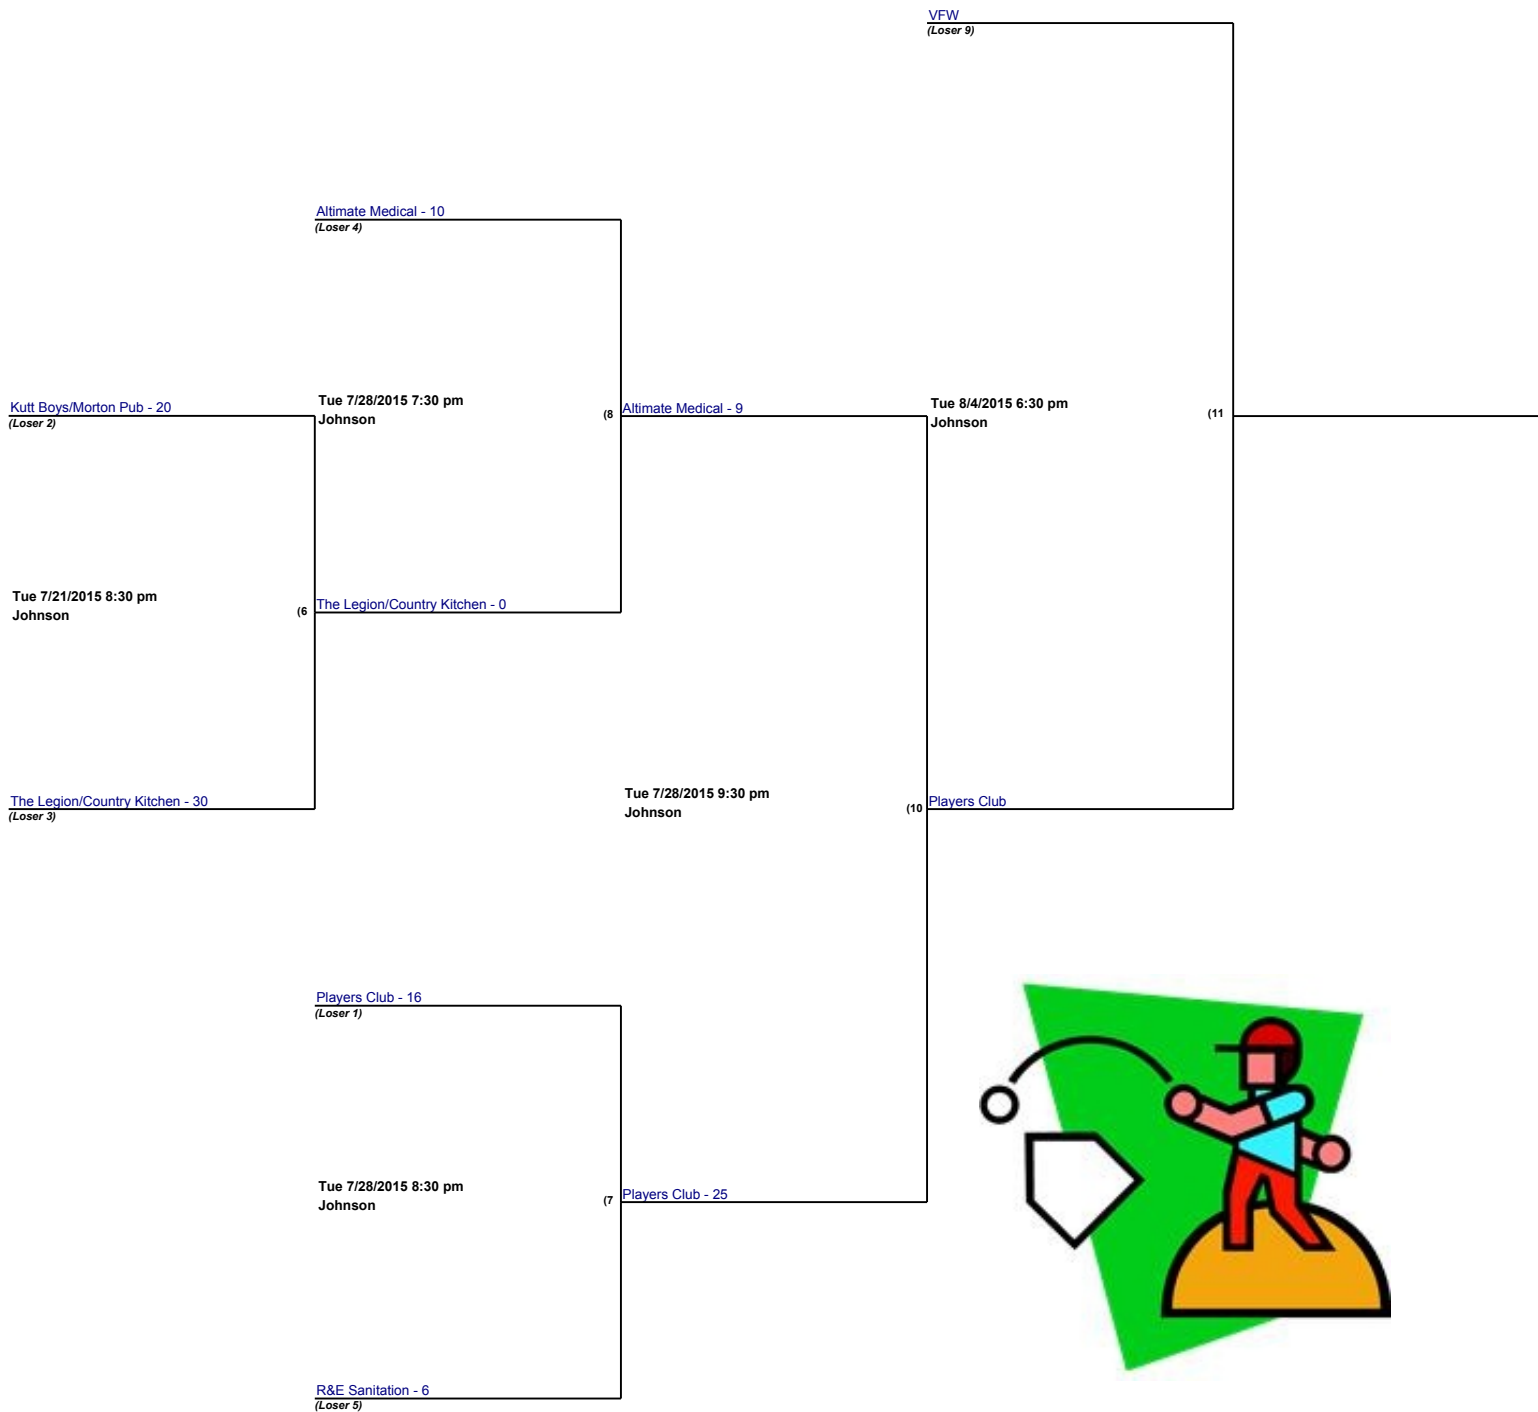 VFW
(Loser 9)
Altimate Medical - 10
(Loser 4)
Kutt Boys/Morton Pub - 20
(Loser 2)
Tue 7/28/2015 7:30 pm
Johnson
(8
Altimate Medical - 9
Tue 8/4/2015 6:30 pm
Johnson
(11
Tue 7/21/2015 8:30 pm
Johnson
(6
The Legion/Country Kitchen - 0
The Legion/Country Kitchen - 30
(Loser 3)
Tue 7/28/2015 9:30 pm
Johnson
(10
Players Club
Players Club - 16
(Loser 1)
Tue 7/28/2015 8:30 pm
Johnson
(7
Players Club - 25
R&E Sanitation - 6
(Loser 5)